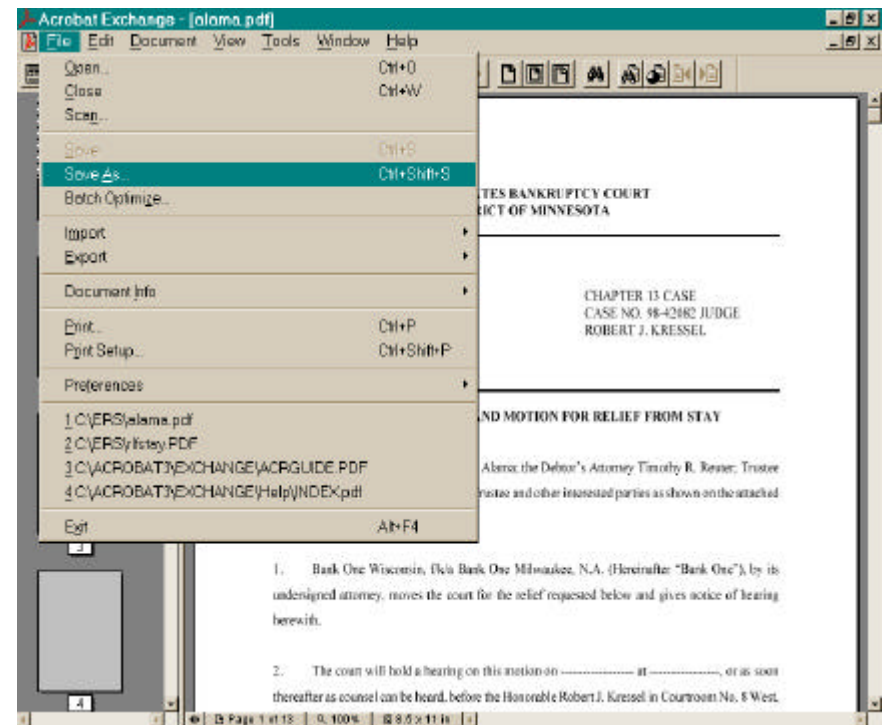 Acrobat Exchange - [alama.pdf]
File Edit Document View Tools Window Help
Open... Ctrl+O
Close Ctrl+W
Scan...
Save Ctrl+S
Save As... Ctrl+Shift+S
Batch Optimize...
Import
Export
Document Info
Print... Ctrl+P
Print Setup... Ctrl+Shift+P
Preferences
1 C:\ERS\alama.pdf
2 C:\ERS\rlfstay.PDF
3 C:\ACROBAT3\EXCHANGE\ACRGUIDE.PDF
4 C:\ACROBAT3\EXCHANGE\Help\INDEX.pdf
Exit Alt+F4
TES BANKRUPTCY COURT
RICT OF MINNESOTA
CHAPTER 13 CASE
CASE NO. 98-42082 JUDGE
ROBERT J. KRESSEL
ND MOTION FOR RELIEF FROM STAY
Alama; the Debtor's Attorney Timothy R. Reuter; Trustee
rustee and other interested parties as shown on the attached
1. Bank One Wisconsin, f/k/a Bank One Milwaukee, N.A. (Hereinafter "Bank One"), by its
undersigned attorney, moves the court for the relief requested below and gives notice of hearing
herewith.
2. The court will hold a hearing on this motion on ---------------- at ----------------, or as soon
thereafter as counsel can be heard, before the Honorable Robert J. Kressel in Courtroom No. 8 West,
3
4
Page 1 of 13 100% 8.5 x 11 in